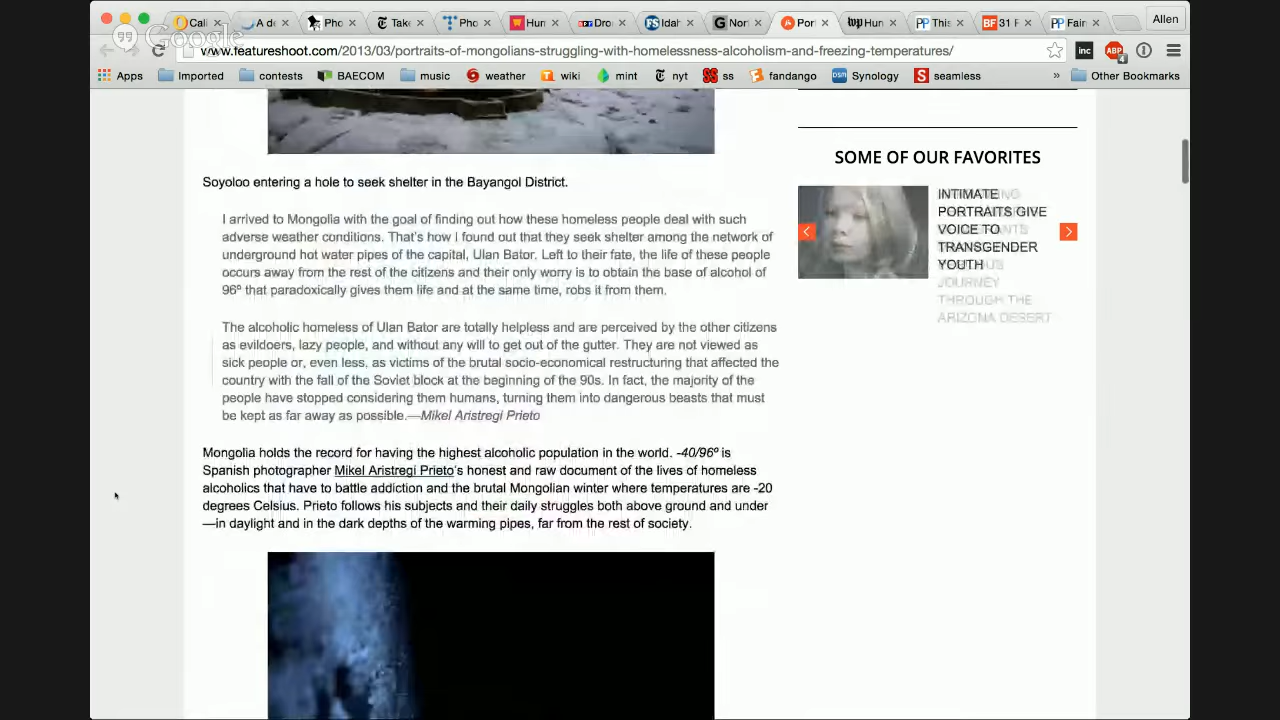 Cali
A de
Pho
Take
Pho
Hun
Dro
Idah
Nor
Por
Hun
This
31 F
Fair
Allen
Google
www.featureshoot.com/2013/03/portraits-of-mongolians-struggling-with-homelessness-alcoholism-and-freezing-temperatures/
Apps Imported contests BAECOM music weather wiki mint nyt ss fandango Synology seamless » Other Bookmarks
Soyoloo entering a hole to seek shelter in the Bayangol District.
I arrived to Mongolia with the goal of finding out how these homeless people deal with such
adverse weather conditions. That's how I found out that they seek shelter among the network of
underground hot water pipes of the capital, Ulan Bator. Left to their fate, the life of these people
occurs away from the rest of the citizens and their only worry is to obtain the base of alcohol of
96º that paradoxically gives them life and at the same time, robs it from them.
The alcoholic homeless of Ulan Bator are totally helpless and are perceived by the other citizens
as evildoers, lazy people, and without any will to get out of the gutter. They are not viewed as
sick people or, even less, as victims of the brutal socio-economical restructuring that affected the
country with the fall of the Soviet block at the beginning of the 90s. In fact, the majority of the
people have stopped considering them humans, turning them into dangerous beasts that must
be kept as far away as possible.—Mikel Aristregi Prieto
Mongolia holds the record for having the highest alcoholic population in the world. -40/96º is
Spanish photographer Mikel Aristregi Prieto's honest and raw document of the lives of homeless
alcoholics that have to battle addiction and the brutal Mongolian winter where temperatures are -20
degrees Celsius. Prieto follows his subjects and their daily struggles both above ground and under
—in daylight and in the dark depths of the warming pipes, far from the rest of society.
SOME OF OUR FAVORITES
INTIMATE
PORTRAITS GIVE
VOICE TO
TRANSGENDER
YOUTH
JOURNEY
THROUGH THE
ARIZONA DESERT